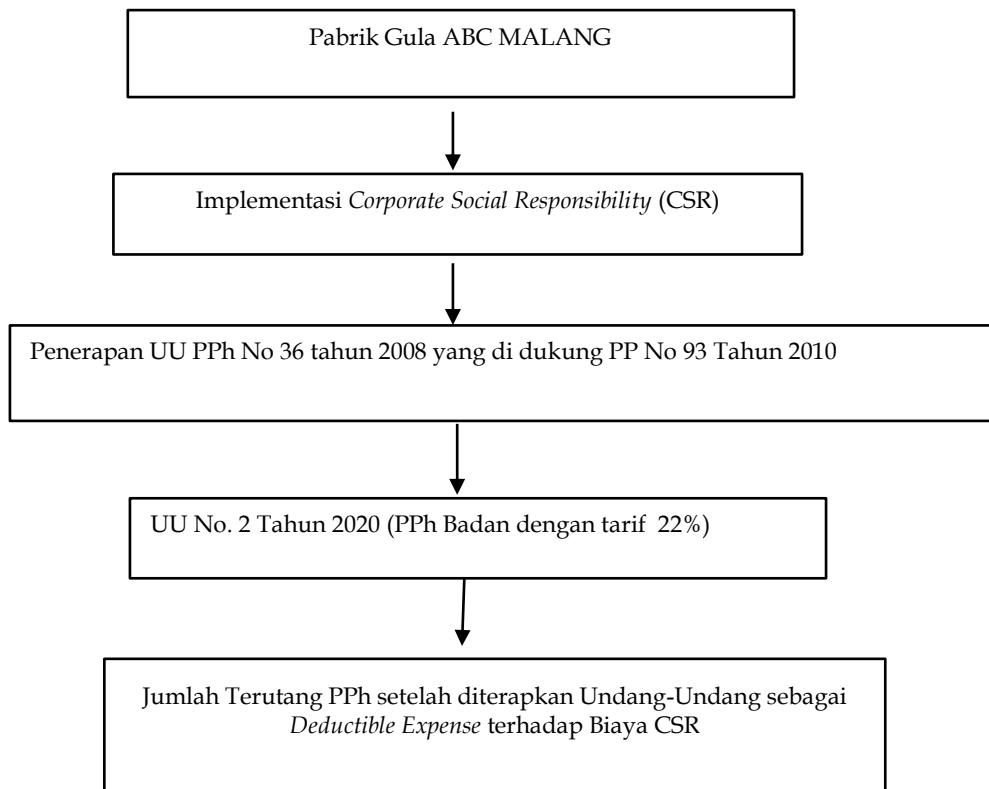 Pabrik Gula ABC MALANG
Implementasi Corporate Social Responsibility (CSR)
Penerapan UU PPh No 36 tahun 2008 yang di dukung PP No 93 Tahun 2010
UU No. 2 Tahun 2020 (PPh Badan dengan tarif 22%)
Jumlah Terutang PPh setelah diterapkan Undang-Undang sebagai
Deductible Expense terhadap Biaya CSR